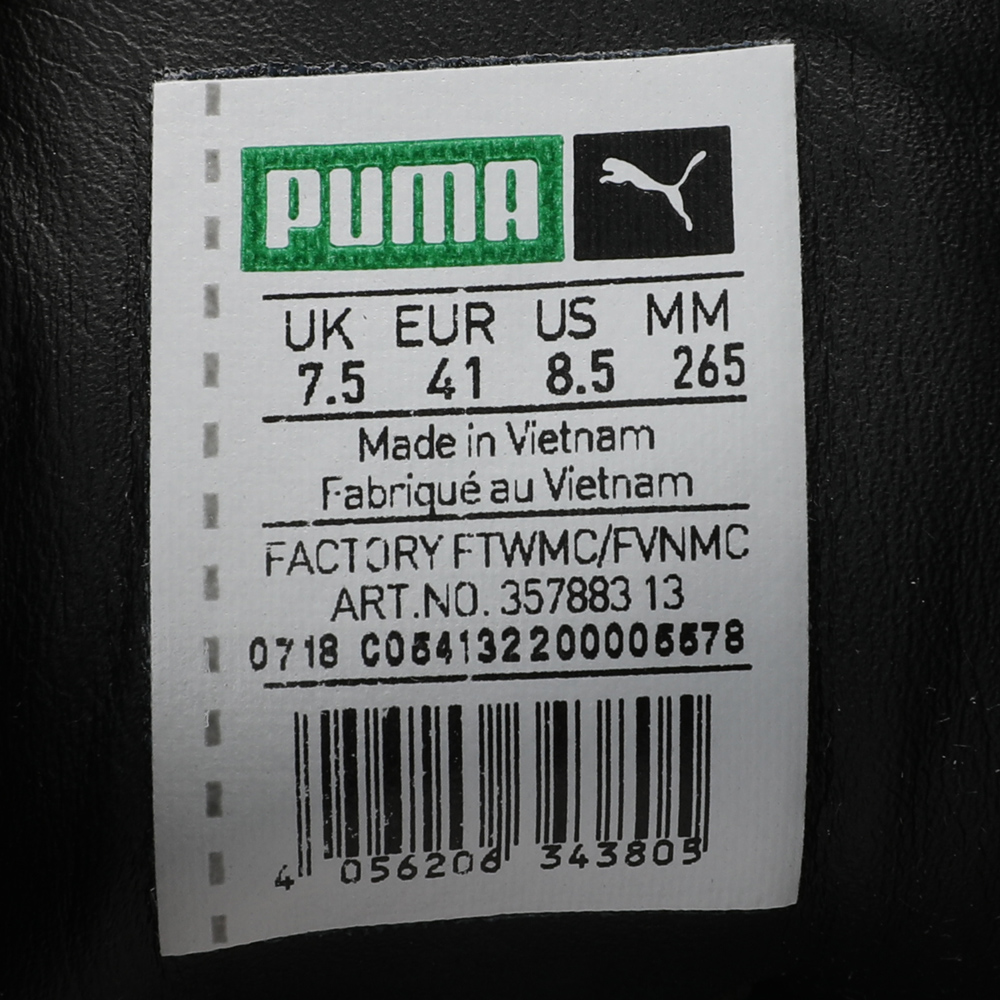 PUMA
UK EUR US MM
7.5 41 8.5 265
Made in Vietnam
Fabriqué au Vietnam
FACTORY FTWMC/FVNMC
ART.NO. 357883 13
0718
4 056206 343805